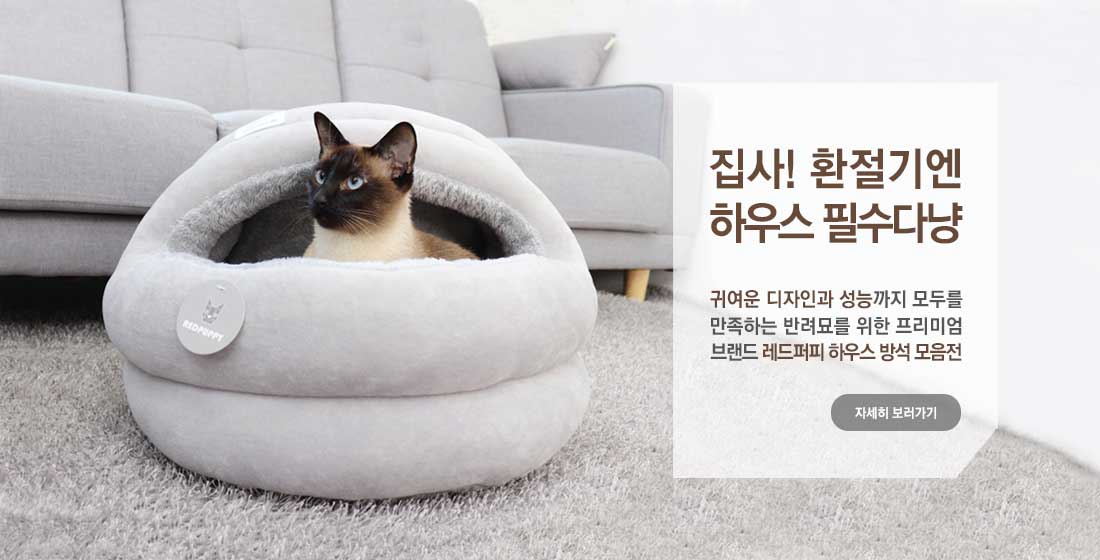 집사! 환절기엔
하우스 필수다냥
귀여운 디자인과 성능까지 모두를
만족하는 반려묘를 위한 프리미엄
브랜드 레드퍼피 하우스 방석 모음전
자세히 보러가기
REDPUPPY